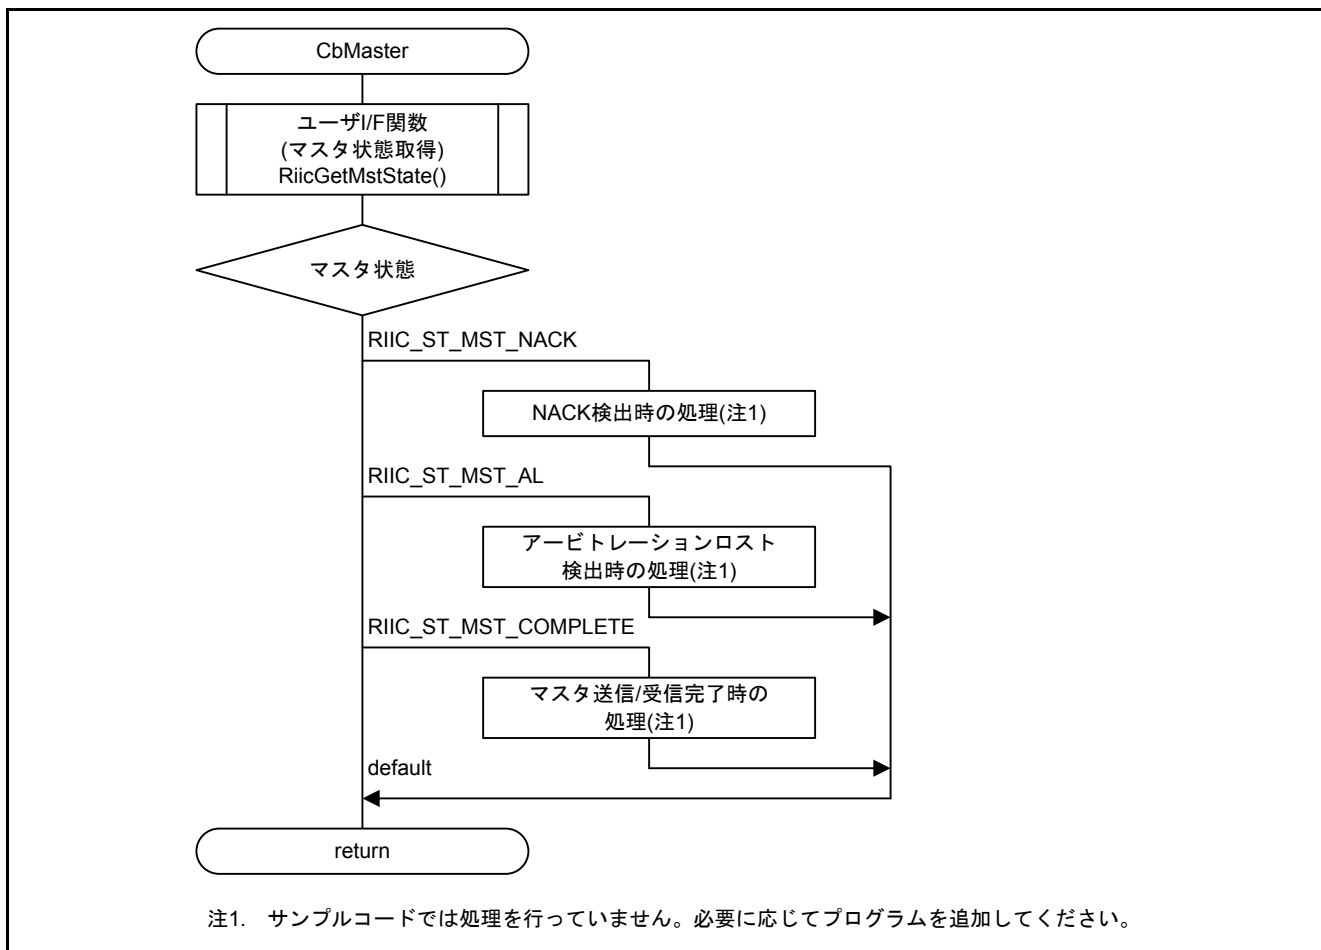 CbMaster
ユーザI/F関数
(マスタ状態取得)
RiicGetMstState()
マスタ状態
RIIC_ST_MST_NACK
NACK検出時の処理(注1)
RIIC_ST_MST_AL
アービトレーションロスト
検出時の処理(注1)
RIIC_ST_MST_COMPLETE
マスタ送信/受信完了時の
処理(注1)
default
return
注1. サンプルコードでは処理を行っていません。必要に応じてプログラムを追加してください。